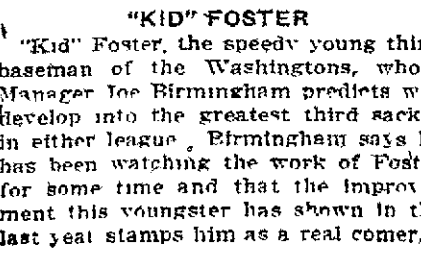 "KID" FOSTER
"Kid" Foster, the speedy young thi
baseman of the Washingtons, who
Manager Joe Birmingham predicts w
develop into the greatest third sack
in either league. Birmingham says h
has been watching the work of Fost
for some time and that the improv
ment this youngster has shown in th
last year stamps him as a real comer,